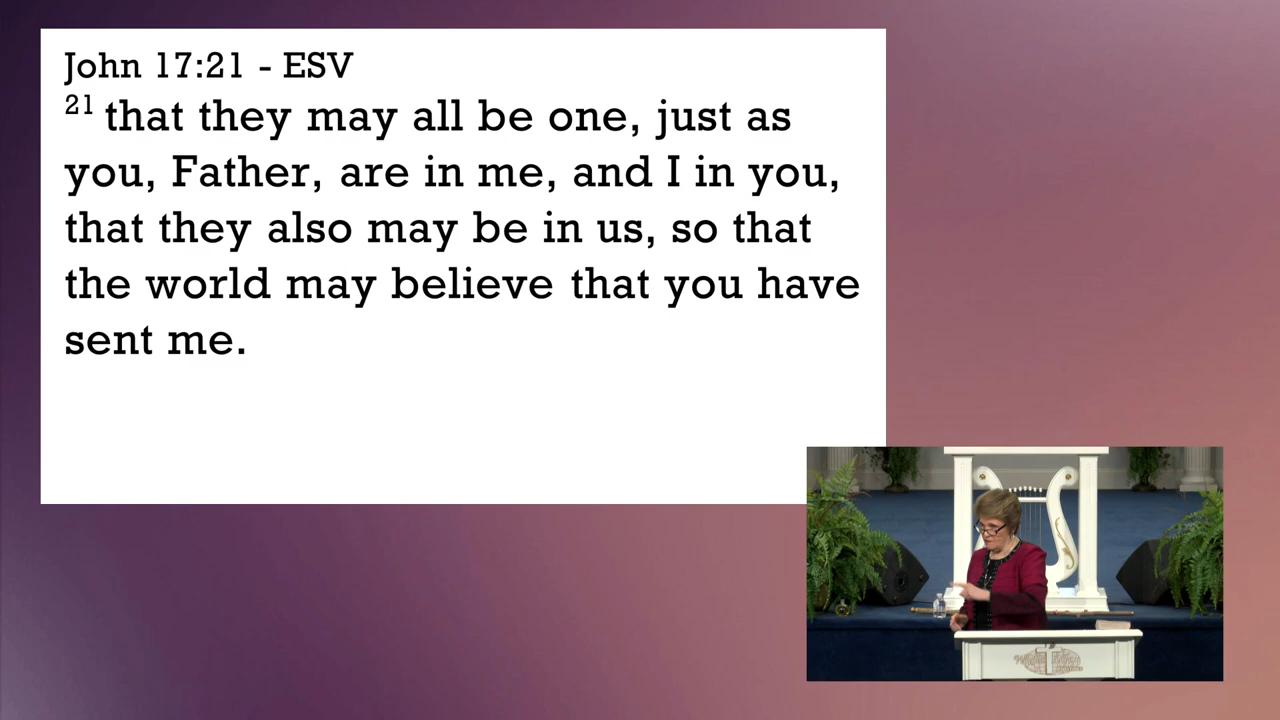 John 17:21 - ESV
21 that they may all be one, just as
you, Father, are in me, and I in you,
that they also may be in us, so that
the world may believe that you have
sent me.